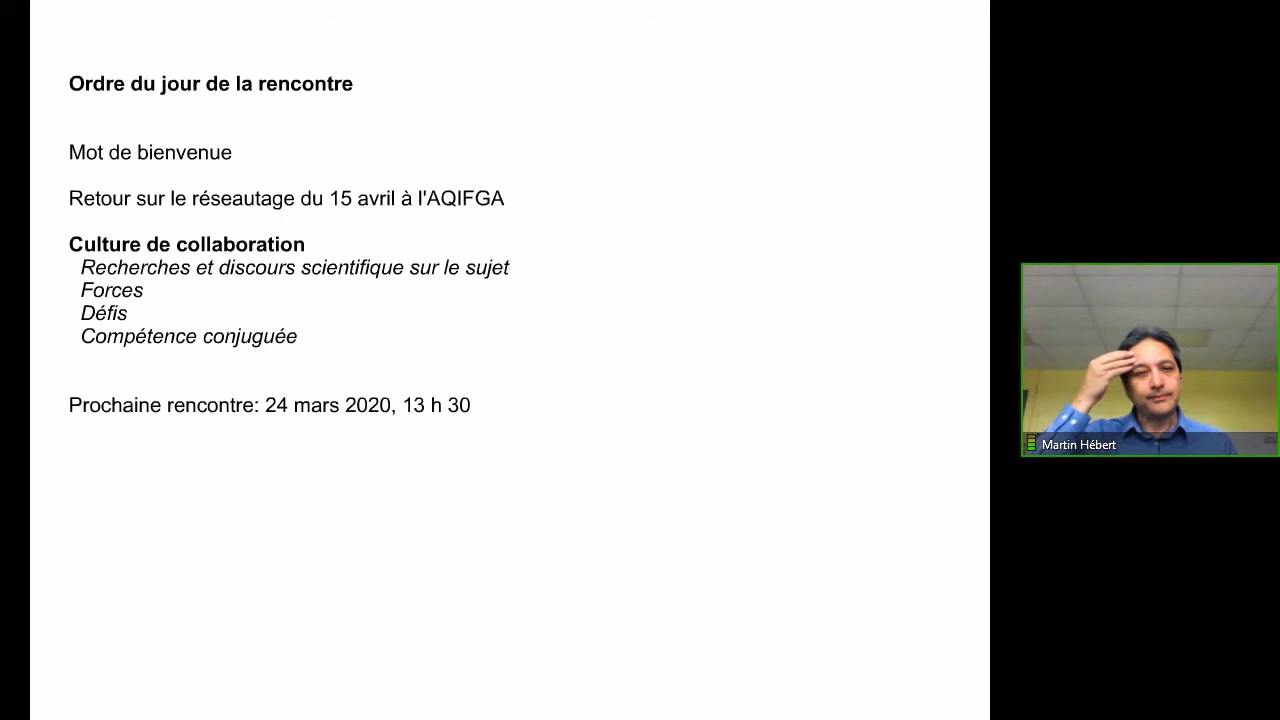 Ordre du jour de la rencontre
Mot de bienvenue
Retour sur le réseautage du 15 avril à l'AQIFGA
Culture de collaboration
Recherches et discours scientifique sur le sujet
Forces
Défis
Compétence conjuguée
Prochaine rencontre: 24 mars 2020, 13 h 30
Martin Hébert